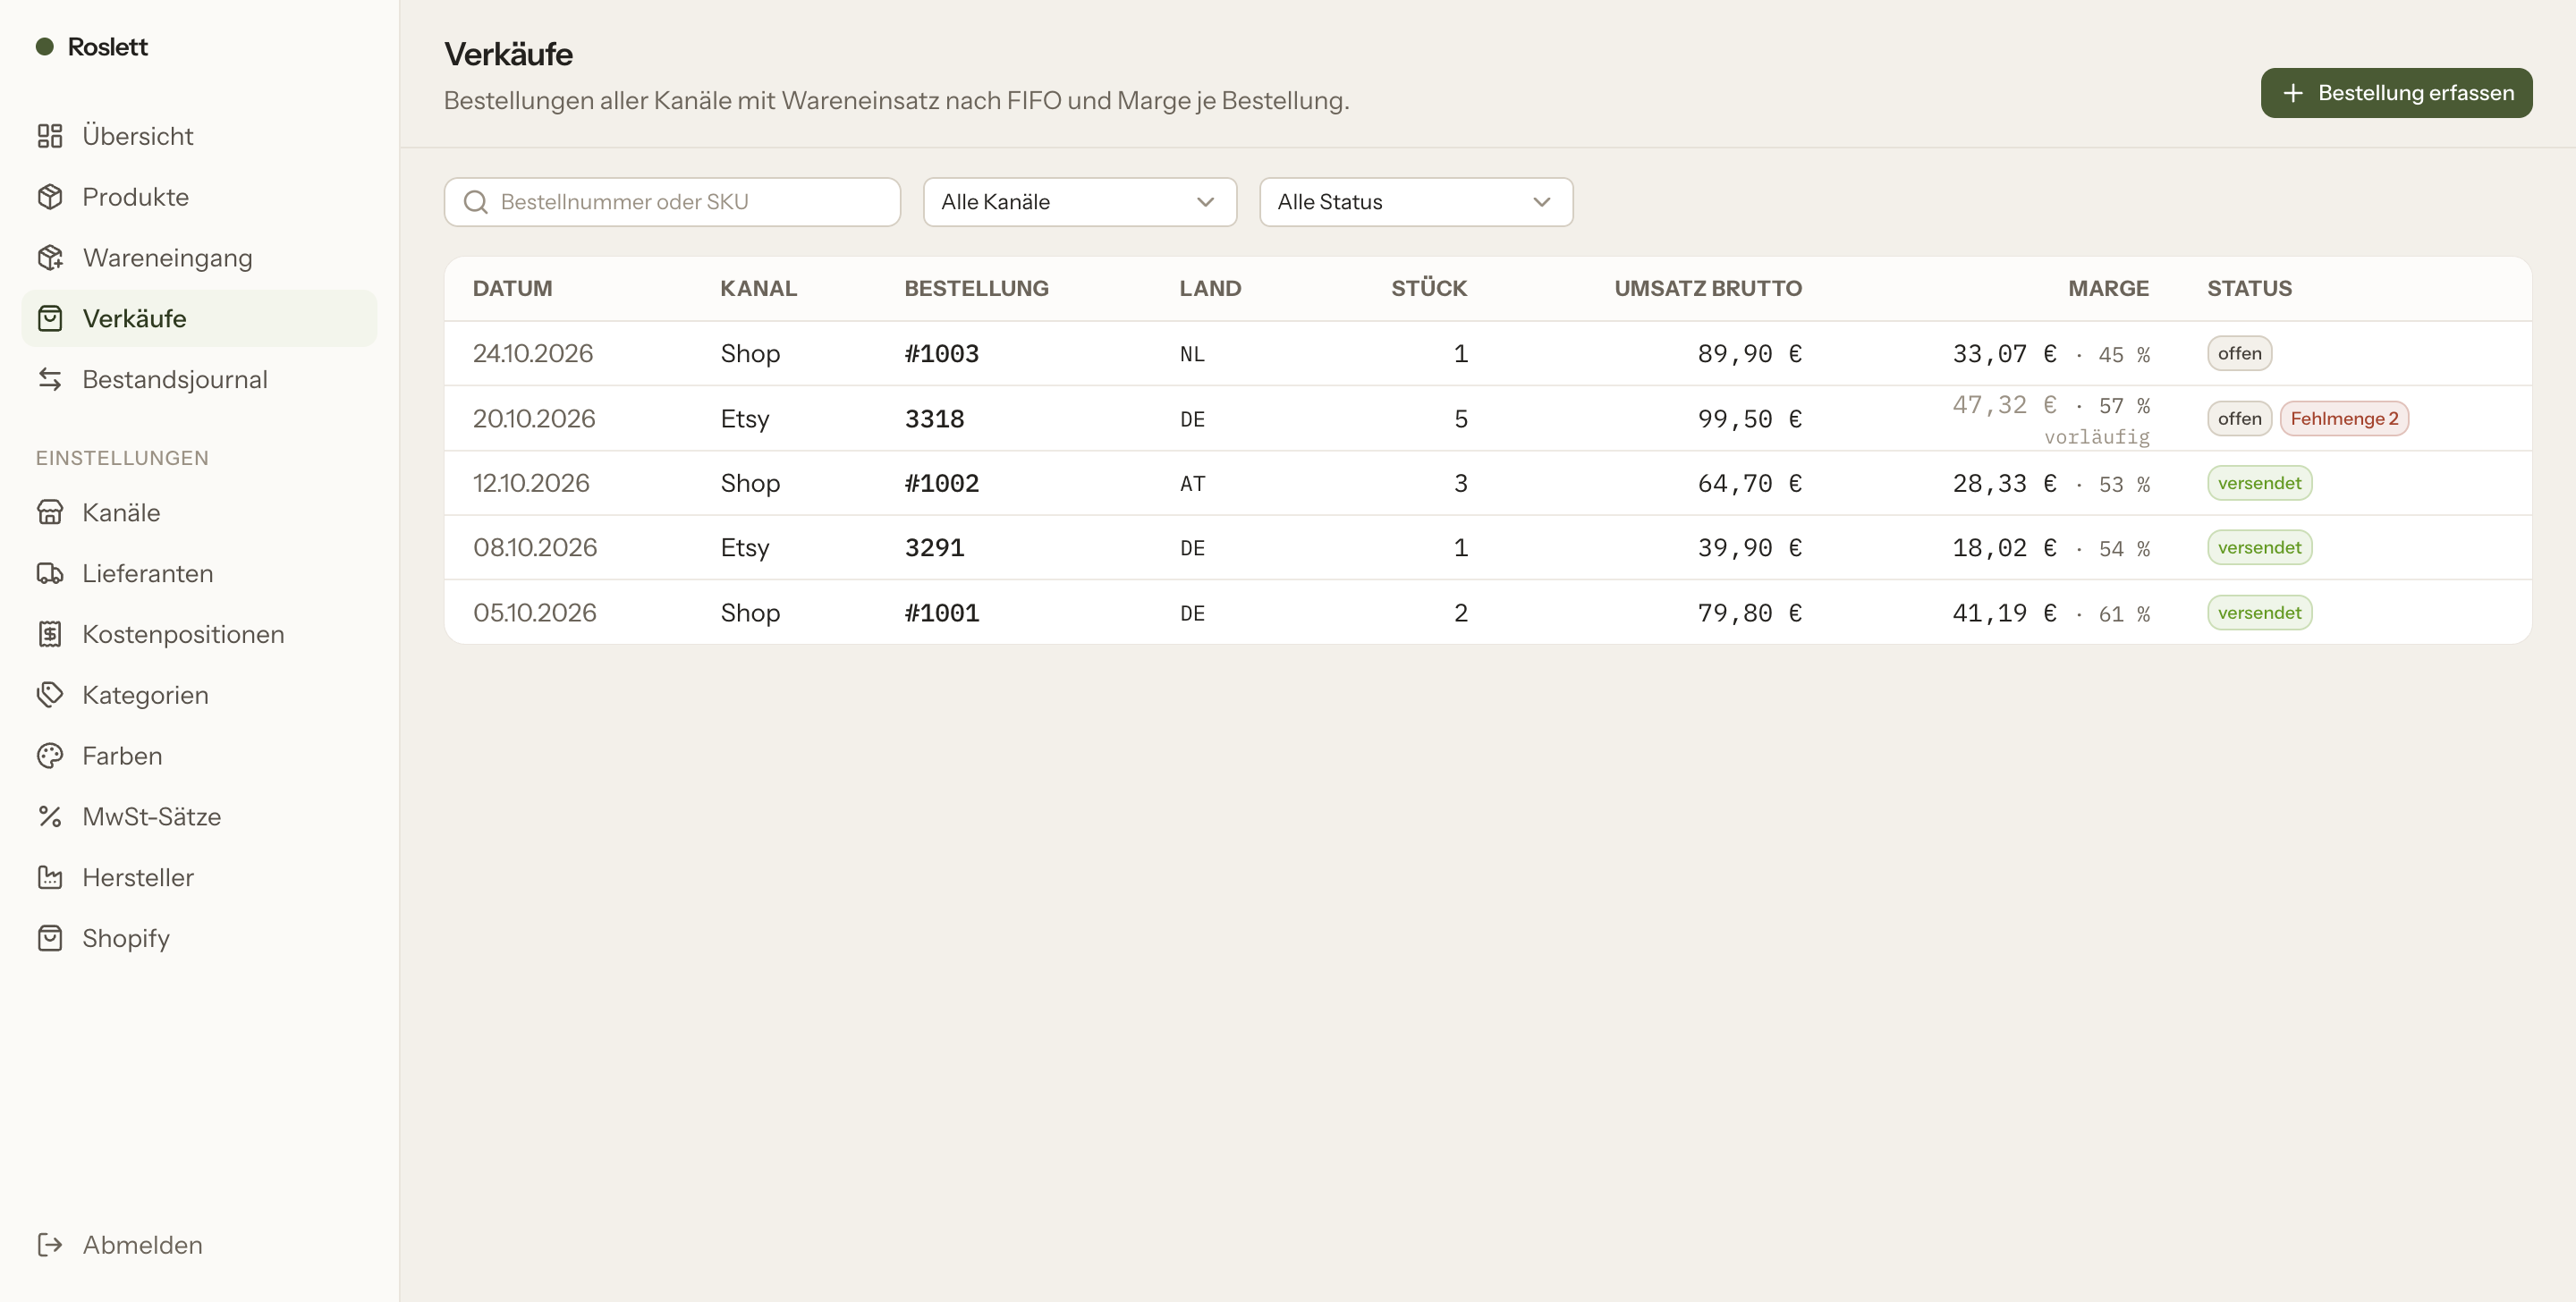 Roslett
Übersicht
Produkte
Wareneingang
Verkäufe
Bestandsjournal
EINSTELLUNGEN
Kanäle
Lieferanten
Kostenpositionen
Kategorien
Farben
MwSt-Sätze
Hersteller
Shopify
Abmelden
Verkäufe
Bestellungen aller Kanäle mit Wareneinsatz nach FIFO und Marge je Bestellung.
Bestellung erfassen
Bestellnummer oder SKU
Alle Kanäle
Alle Status
DATUM KANAL BESTELLUNG LAND STÜCK UMSATZ BRUTTO MARGE STATUS
24.10.2026 Shop #1003 NL 1 89,90 € 33,07 € · 45 % offen
20.10.2026 Etsy 3318 DE 5 99,50 € 47,32 € · 57 % vorläufig offen Fehlmenge 2
12.10.2026 Shop #1002 AT 3 64,70 € 28,33 € · 53 % versendet
08.10.2026 Etsy 3291 DE 1 39,90 € 18,02 € · 54 % versendet
05.10.2026 Shop #1001 DE 2 79,80 € 41,19 € · 61 % versendet